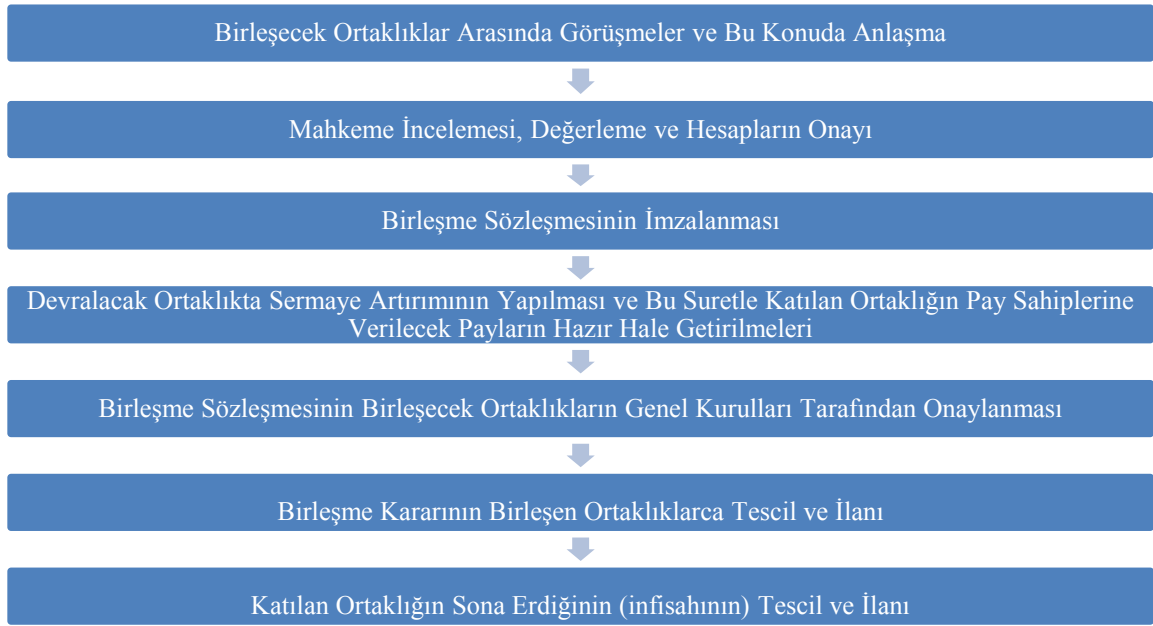 Birleşecek Ortaklıklar Arasında Görüşmeler ve Bu Konuda Anlaşma
Mahkeme İncelemesi, Değerleme ve Hesapların Onayı
Birleşme Sözleşmesinin İmzalanması
Devralacak Ortaklıkta Sermaye Artırımının Yapılması ve Bu Suretle Katılan Ortaklığın Pay Sahiplerine
Verilecek Payların Hazır Hale Getirilmeleri
Birleşme Sözleşmesinin Birleşecek Ortaklıkların Genel Kurulları Tarafından Onaylanması
Birleşme Kararının Birleşen Ortaklıklarca Tescil ve İlanı
Katılan Ortaklığın Sona Erdiğinin (infisahının) Tescil ve İlanı